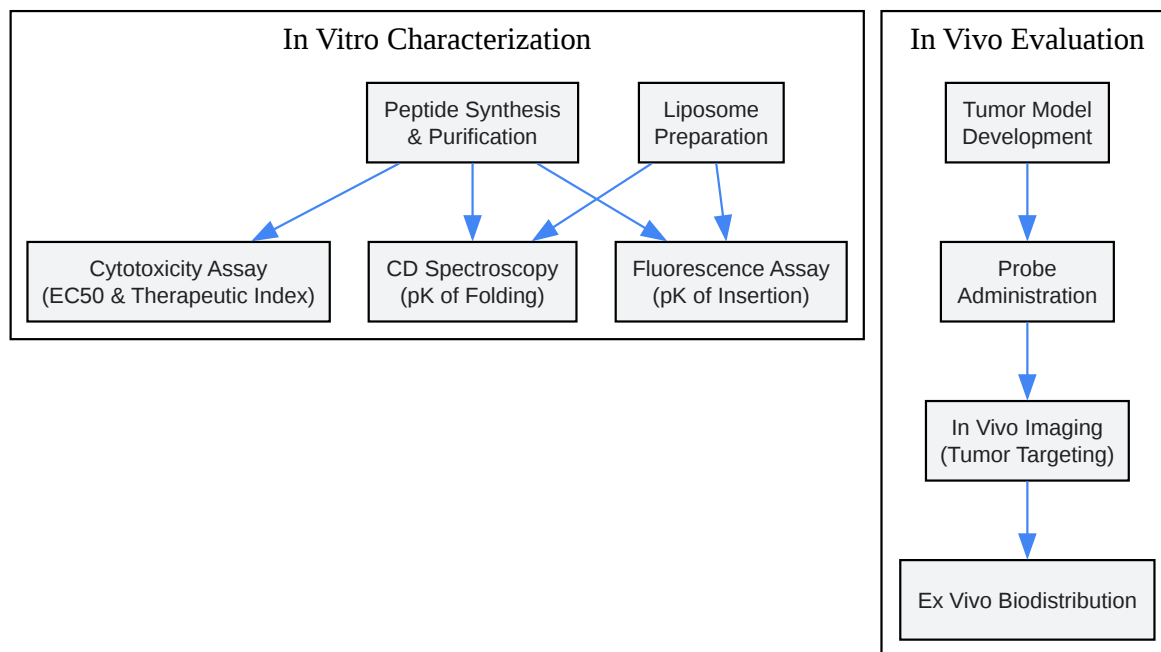 In Vitro Characterization
Peptide Synthesis
& Purification
Liposome
Preparation
Cytotoxicity Assay
(EC50 & Therapeutic Index)
CD Spectroscopy
(pK of Folding)
Fluorescence Assay
(pK of Insertion)
In Vivo Evaluation
Tumor Model
Development
Probe
Administration
In Vivo Imaging
(Tumor Targeting)
Ex Vivo Biodistribution